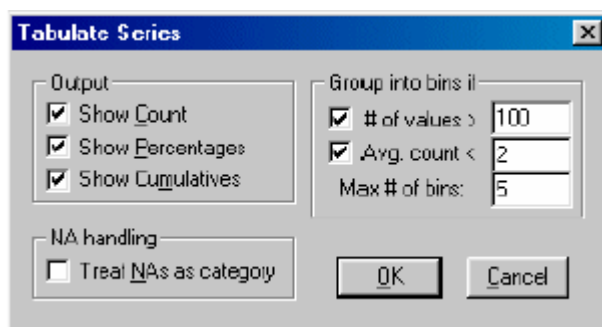 Tabulate Series
Output
Show Count
Show Percentages
Show Cumulatives
Group into bins if
# of values > 100
Avg. count < 2
Max # of bins: 5
NA handling
Treat NAs as category
OK
Cancel